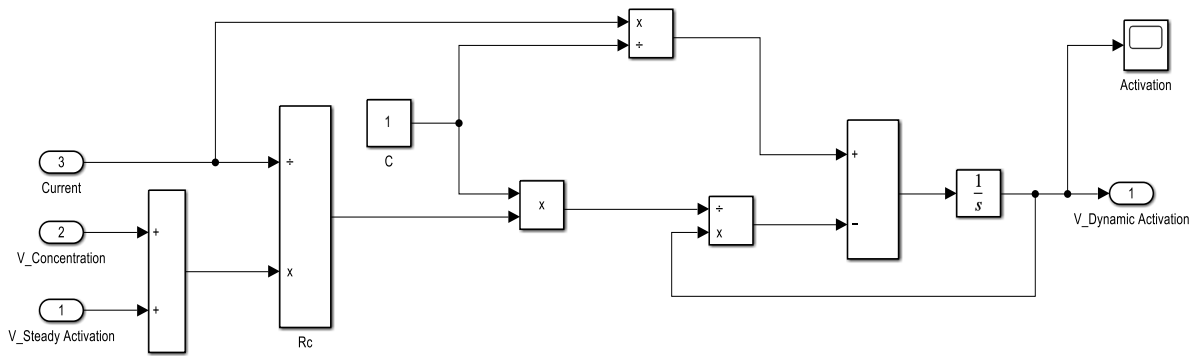 x
÷
Activation
1
C
÷
x
Rc
3
Current
2
V_Concentration
1
V_Steady Activation
+
+
x
÷
x
+
−
1
s
1
V_Dynamic Activation